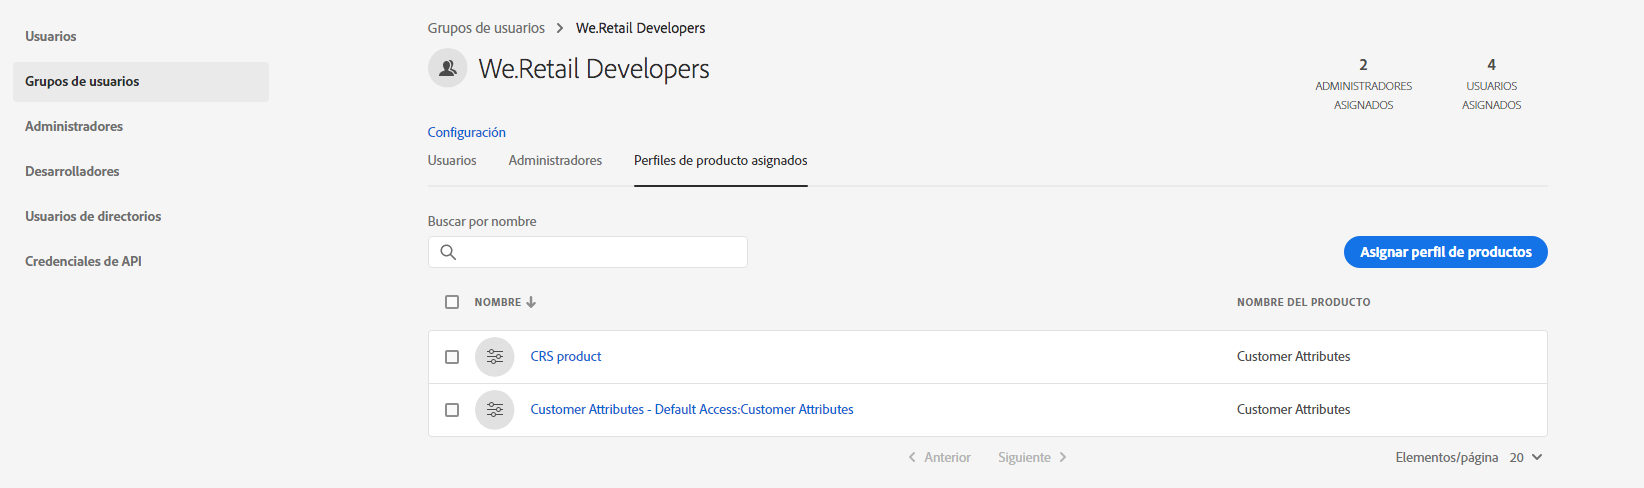 Usuarios
Grupos de usuarios
Administradores
Desarrolladores
Usuarios de directorios
Credenciales de API
Grupos de usuarios > We.Retail Developers
We.Retail Developers
2
ADMINISTRADORES
ASIGNADOS
4
USUARIOS
ASIGNADOS
Configuración
Usuarios Administradores Perfiles de producto asignados
Buscar por nombre
Asignar perfil de productos
NOMBRE NOMBRE DEL PRODUCTO
CRS product Customer Attributes
Customer Attributes - Default Access:Customer Attributes Customer Attributes
Anterior Siguiente Elementos/página 20